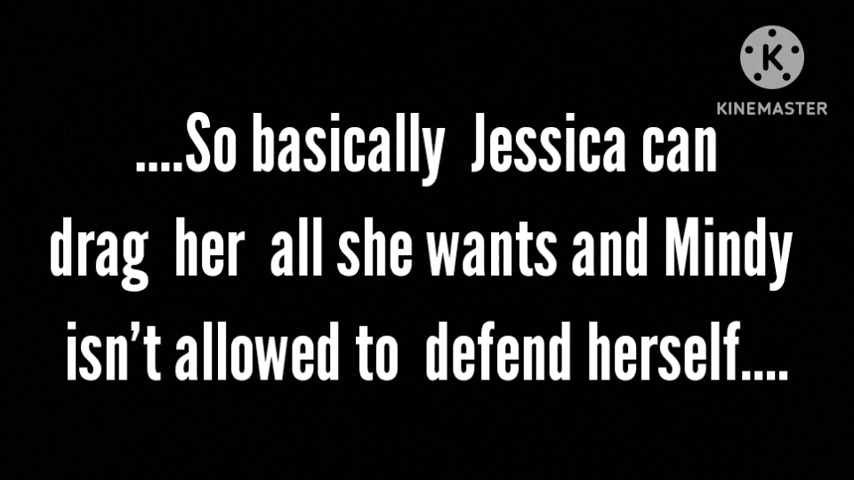 KINEMASTER
....So basically Jessica can
drag her all she wants and Mindy
isn't allowed to defend herself....